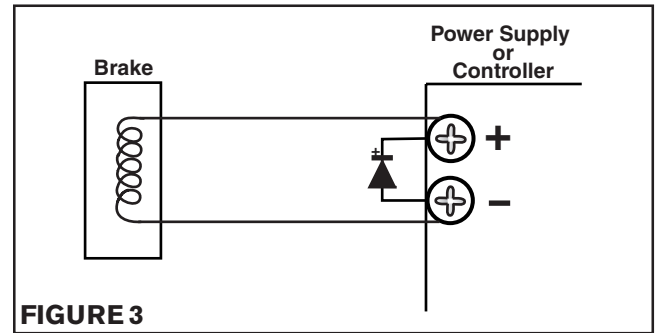 Power Supply
or
Controller
Brake
+
+
−
FIGURE 3